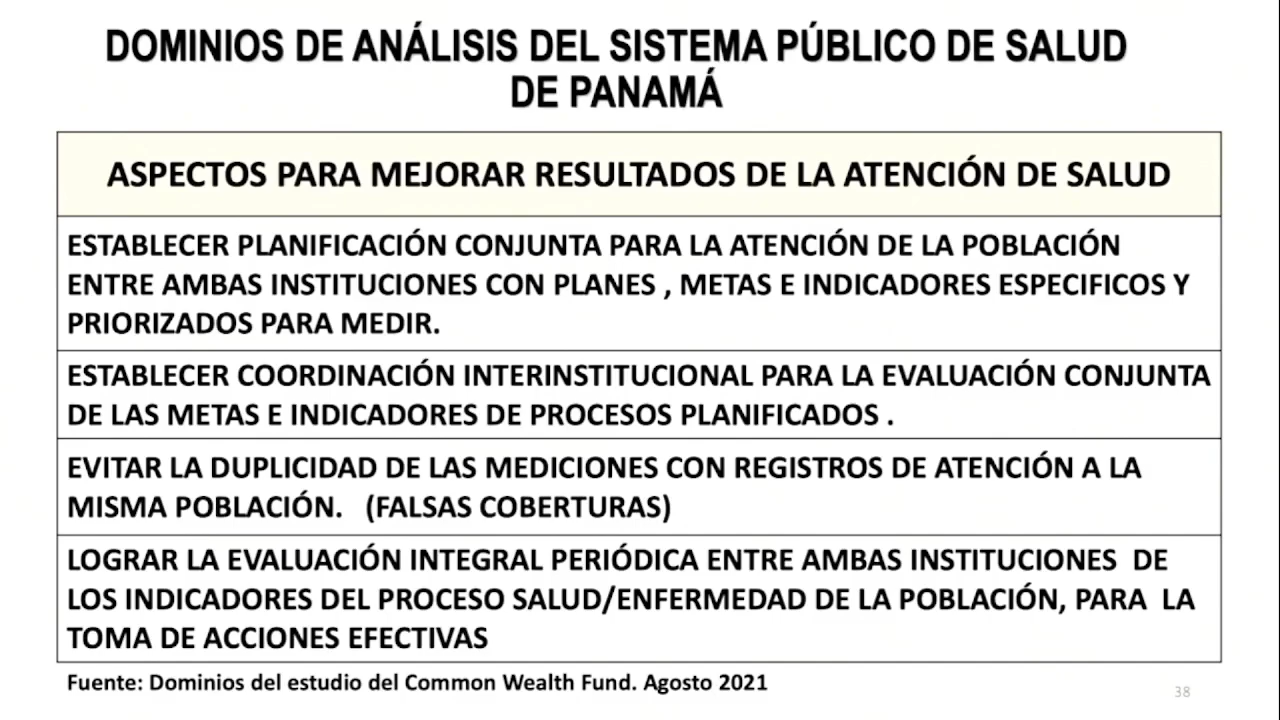 DOMINIOS DE ANÁLISIS DEL SISTEMA PÚBLICO DE SALUD
DE PANAMÁ
ASPECTOS PARA MEJORAR RESULTADOS DE LA ATENCIÓN DE SALUD
ESTABLECER PLANIFICACIÓN CONJUNTA PARA LA ATENCIÓN DE LA POBLACIÓN
ENTRE AMBAS INSTITUCIONES CON PLANES , METAS E INDICADORES ESPECIFICOS Y
PRIORIZADOS PARA MEDIR.
ESTABLECER COORDINACIÓN INTERINSTITUCIONAL PARA LA EVALUACIÓN CONJUNTA
DE LAS METAS E INDICADORES DE PROCESOS PLANIFICADOS .
EVITAR LA DUPLICIDAD DE LAS MEDICIONES CON REGISTROS DE ATENCIÓN A LA
MISMA POBLACIÓN. (FALSAS COBERTURAS)
LOGRAR LA EVALUACIÓN INTEGRAL PERIÓDICA ENTRE AMBAS INSTITUCIONES DE
LOS INDICADORES DEL PROCESO SALUD/ENFERMEDAD DE LA POBLACIÓN, PARA LA
TOMA DE ACCIONES EFECTIVAS
Fuente: Dominios del estudio del Common Wealth Fund. Agosto 2021
38